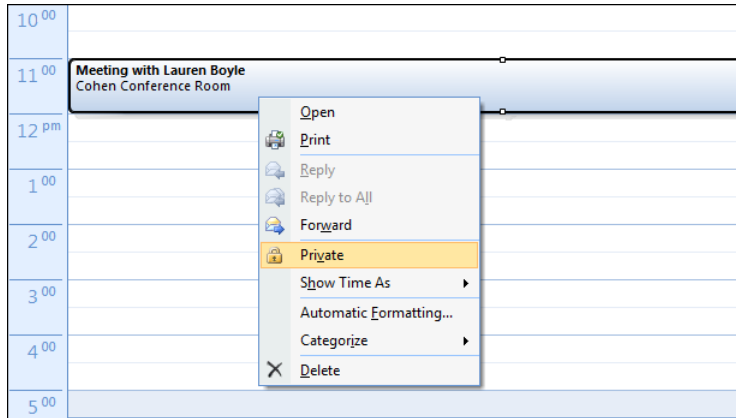 10 00
11 00
Meeting with Lauren Boyle
Cohen Conference Room
Open
12 pm
Print
Reply
1 00
Reply to All
Forward
2 00
Private
Show Time As
3 00
Automatic Formatting...
Categorize
4 00
Delete
5 00